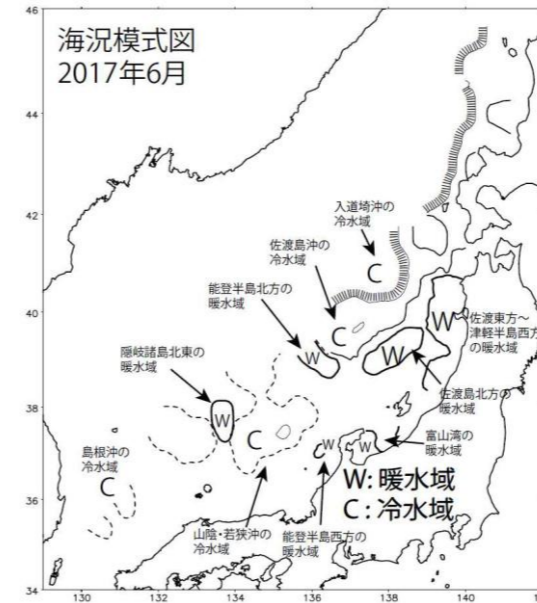 46
44
42
40
38
36
34
海況模式図
2017年6月
入道埼沖の
冷水域
佐渡島沖の
冷水域
C
能登半島北方の
暖水域
C
W
W
W
佐渡東方～
津軽半島西方
の暖水域
隠岐諸島北東の
暖水域
佐渡島北方の
暖水域
W
島根沖の
冷水域
C
C
W
W
富山湾の
暖水域
W: 暖水域
C: 冷水域
山陰・若狭沖の
冷水域
能登半島西方の
暖水域
130
132
134
136
138
140
142